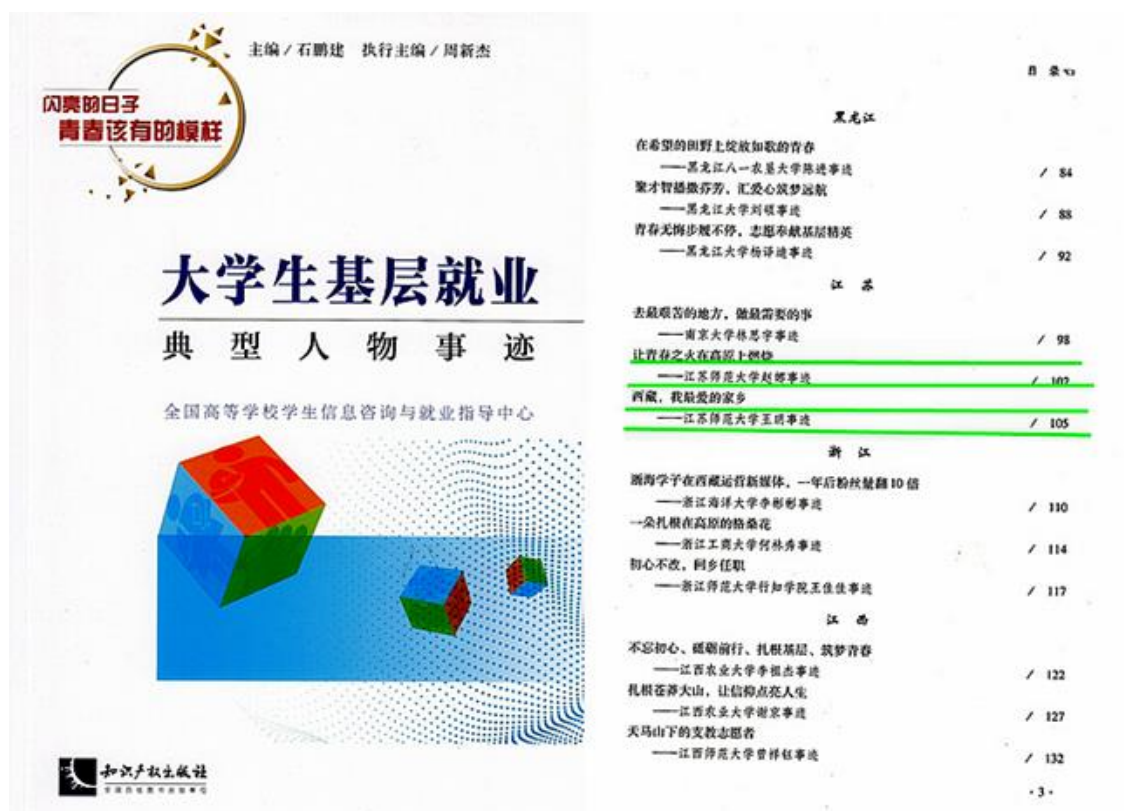 主编/石鹏建 执行主编/周新杰
闪亮的日子
青春该有的模样
大学生基层就业
典型人物事迹
全国高等学校学生信息咨询与就业指导中心
知识产权出版社
全国百佳图书出版单位
目 录
黑龙江
在希望的田野上绽放如歌的青春
——黑龙江八一农垦大学陈进事迹 / 84
聚才智播撒芬芳,汇爱心筑梦远航
——黑龙江大学刘硕事迹 / 88
青春无悔步履不停,志愿奉献基层精英
——黑龙江大学杨译迪事迹 / 92
江 苏
去最艰苦的地方,做最需要的事
——南京大学林思宇事迹 / 98
让青春之火在高原上燃烧
——江苏师范大学赵娜事迹 / 102
西藏,我最爱的家乡
——江苏师范大学王玥事迹 / 105
浙 江
浙海学子在西藏运营新媒体,一年后粉丝量翻10倍
——浙江海洋大学李彬彬事迹 / 110
一朵扎根在高原的格桑花
——浙江工商大学何林秀事迹 / 114
初心不改,回乡任职
——浙江师范大学行知学院王佳佳事迹 / 117
江 西
不忘初心、砥砺前行、扎根基层、筑梦青春
——江西农业大学李祖杰事迹 / 122
扎根苍莽大山,让信仰点亮人生
——江西农业大学谢京事迹 / 127
天马山下的支教志愿者
——江西师范大学曾祥钰事迹 / 132
·3·